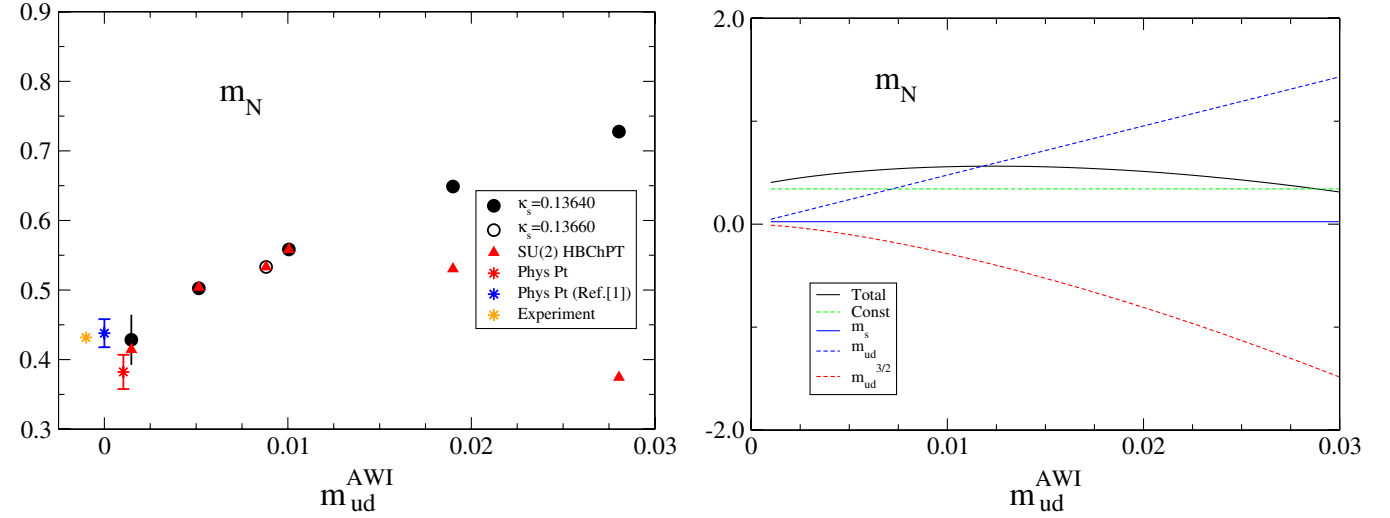 0.9
0.8
0.7
0.6
0.5
0.4
0.3
0
0.01
0.02
0.03
m_N
κ_s=0.13640
κ_s=0.13660
SU(2) HBChPT
Phys Pt
Phys Pt (Ref.[1])
Experiment
m_ud^AWI
2.0
0.0
-2.0
0.01
0.02
0.03
m_N
Total
Const
m_s
m_ud
m_ud^3/2
m_ud^AWI